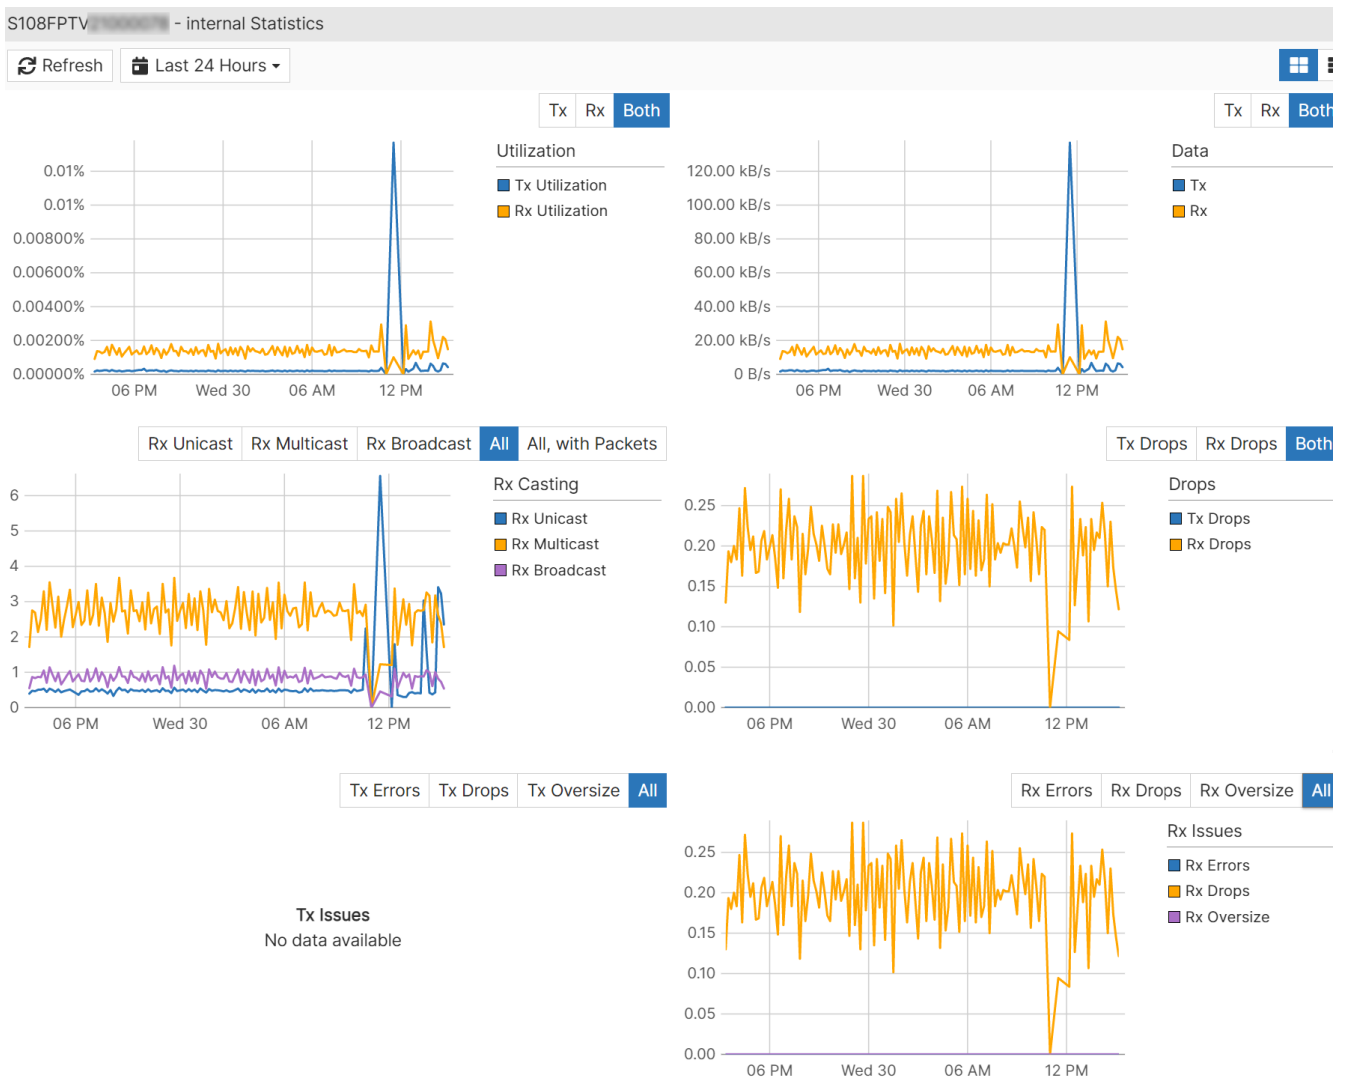 S108FPTV - internal Statistics
Refresh
Last 24 Hours
Tx Rx Both
Tx Rx Both
Utilization
Tx Utilization
Rx Utilization
0.01%
0.01%
0.00800%
0.00600%
0.00400%
0.00200%
0.00000%
06 PM Wed 30 06 AM 12 PM
Data
Tx
Rx
120.00 kB/s
100.00 kB/s
80.00 kB/s
60.00 kB/s
40.00 kB/s
20.00 kB/s
0 B/s
06 PM Wed 30 06 AM 12 PM
Rx Unicast Rx Multicast Rx Broadcast All All, with Packets
Rx Casting
Rx Unicast
Rx Multicast
Rx Broadcast
6
5
4
3
2
1
0
06 PM Wed 30 06 AM 12 PM
Tx Drops Rx Drops Both
Drops
Tx Drops
Rx Drops
0.25
0.20
0.15
0.10
0.05
0.00
06 PM Wed 30 06 AM 12 PM
Tx Errors Tx Drops Tx Oversize All
Tx Issues
No data available
Rx Errors Rx Drops Rx Oversize All
Rx Issues
Rx Errors
Rx Drops
Rx Oversize
0.25
0.20
0.15
0.10
0.05
0.00
06 PM Wed 30 06 AM 12 PM